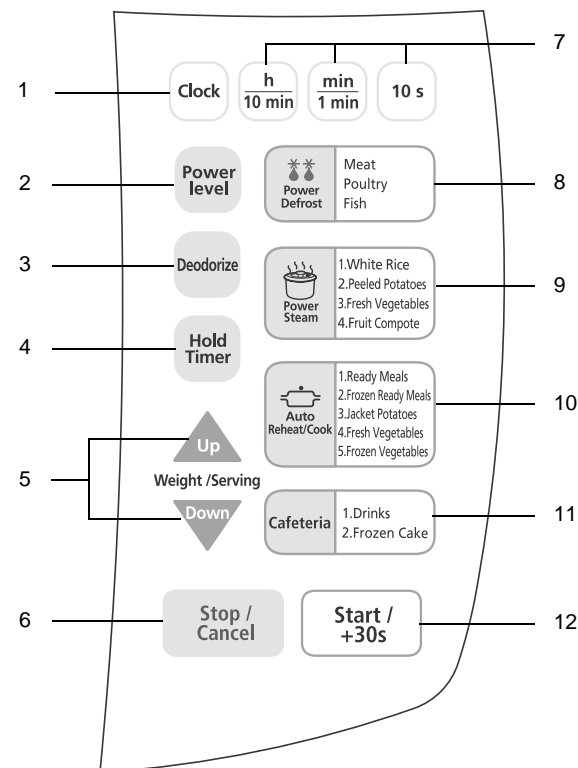 7
1
Clock
h
10 min
min
1 min
10 s
2
Power
level
Power
Defrost
Meat
Poultry
Fish
8
3
Deodorize
Power
Steam
1.White Rice
2.Peeled Potatoes
3.Fresh Vegetables
4.Fruit Compote
9
4
Hold
Timer
Auto
Reheat/Cook
1.Ready Meals
2.Frozen Ready Meals
3.Jacket Potatoes
4.Fresh Vegetables
5.Frozen Vegetables
10
5
Up
Weight /Serving
Down
Cafeteria
1.Drinks
2.Frozen Cake
11
6
Stop /
Cancel
Start /
+30s
12